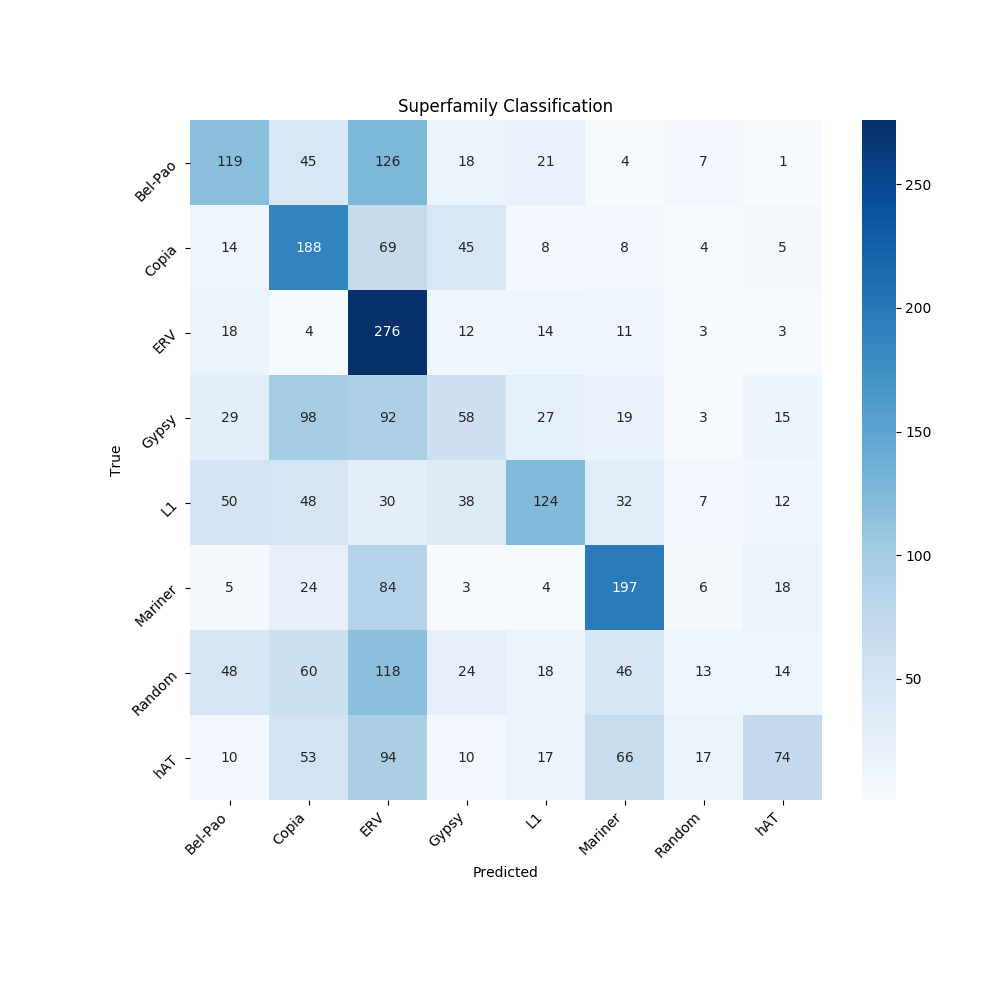 Superfamily Classification
Bel-Pao 119 45 126 18 21 4 7 1
Copia 14 188 69 45 8 8 4 5
ERV 18 4 276 12 14 11 3 3
Gypsy 29 98 92 58 27 19 3 15
L1 50 48 30 38 124 32 7 12
Mariner 5 24 84 3 4 197 6 18
Random 48 60 118 24 18 46 13 14
hAT 10 53 94 10 17 66 17 74
Bel-Pao Copia ERV Gypsy L1 Mariner Random hAT
Predicted
True
250
200
150
100
50